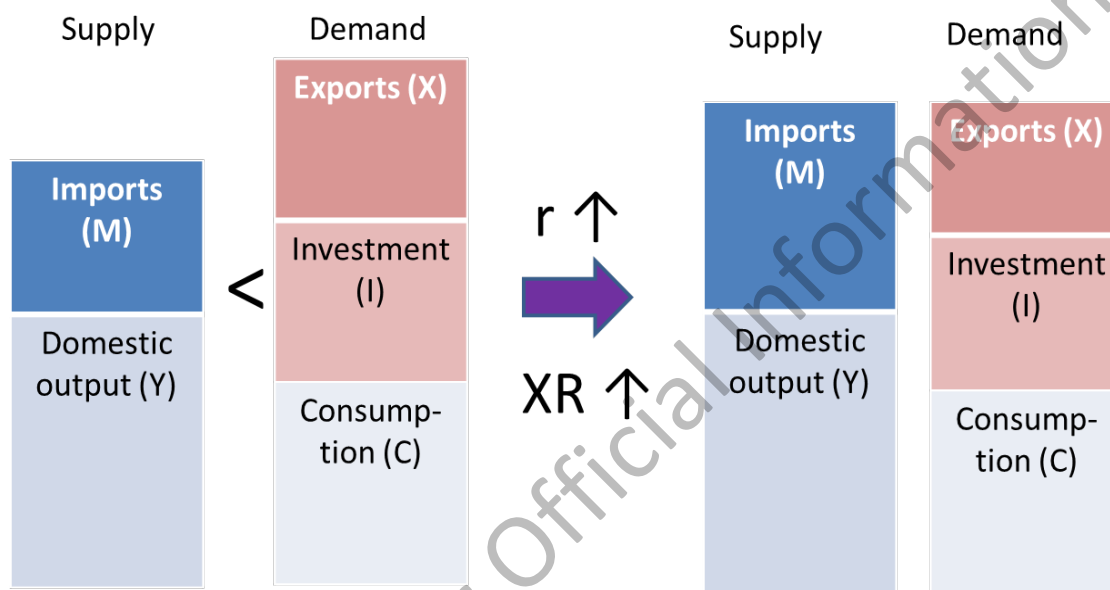 Supply
Demand
Exports (X)
Imports
(M)
Investment
(I)
<
Domestic
output (Y)
Consump-
tion (C)
r ↑
XR ↑
Supply
Demand
Imports
(M)
Exports (X)
Investment
(I)
Domestic
output (Y)
Consump-
tion (C)
Official Information